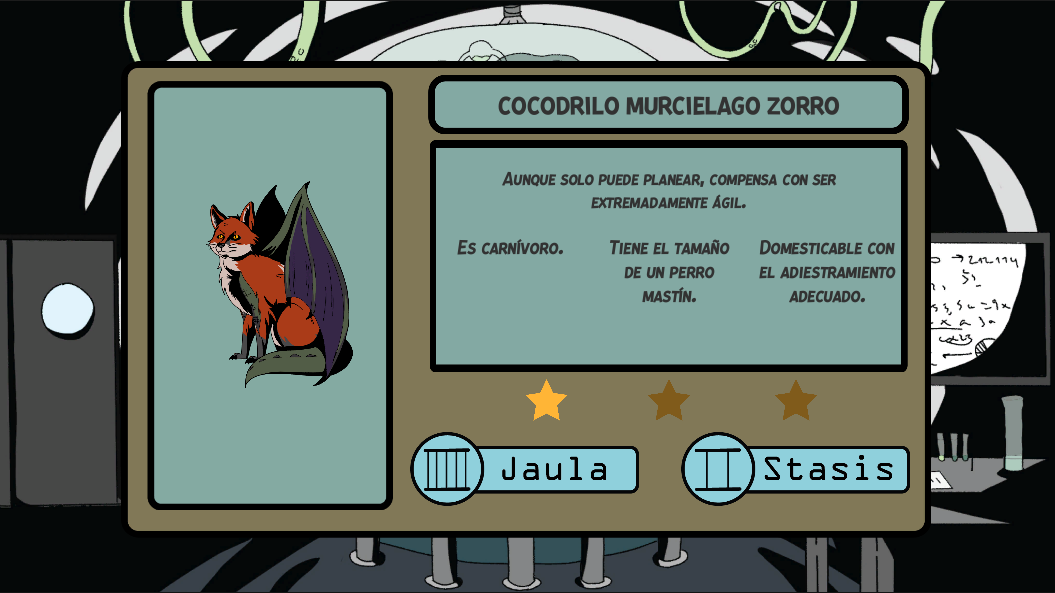 COCODRILO MURCIELAGO ZORRO
AUNQUE SOLO PUEDE PLANEAR, COMPENSA CON SER
EXTREMADAMENTE ÁGIL.
ES CARNÍVORO.
TIENE EL TAMAÑO
DE UN PERRO
MASTÍN.
DOMESTICABLE CON
EL ADIESTRAMIENTO
ADECUADO.
Jaula
Stasis